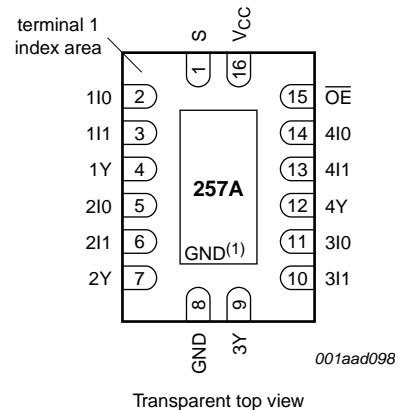 terminal 1
index area
S
VCC
1
16
1I0 2 15 OE
1I1 3 14 4I0
1Y 4 13 4I1
2I0 5 12 4Y
2I1 6 11 3I0
2Y 7 10 3I1
257A
GND(1)
8
9
GND
3Y
001aad098
Transparent top view